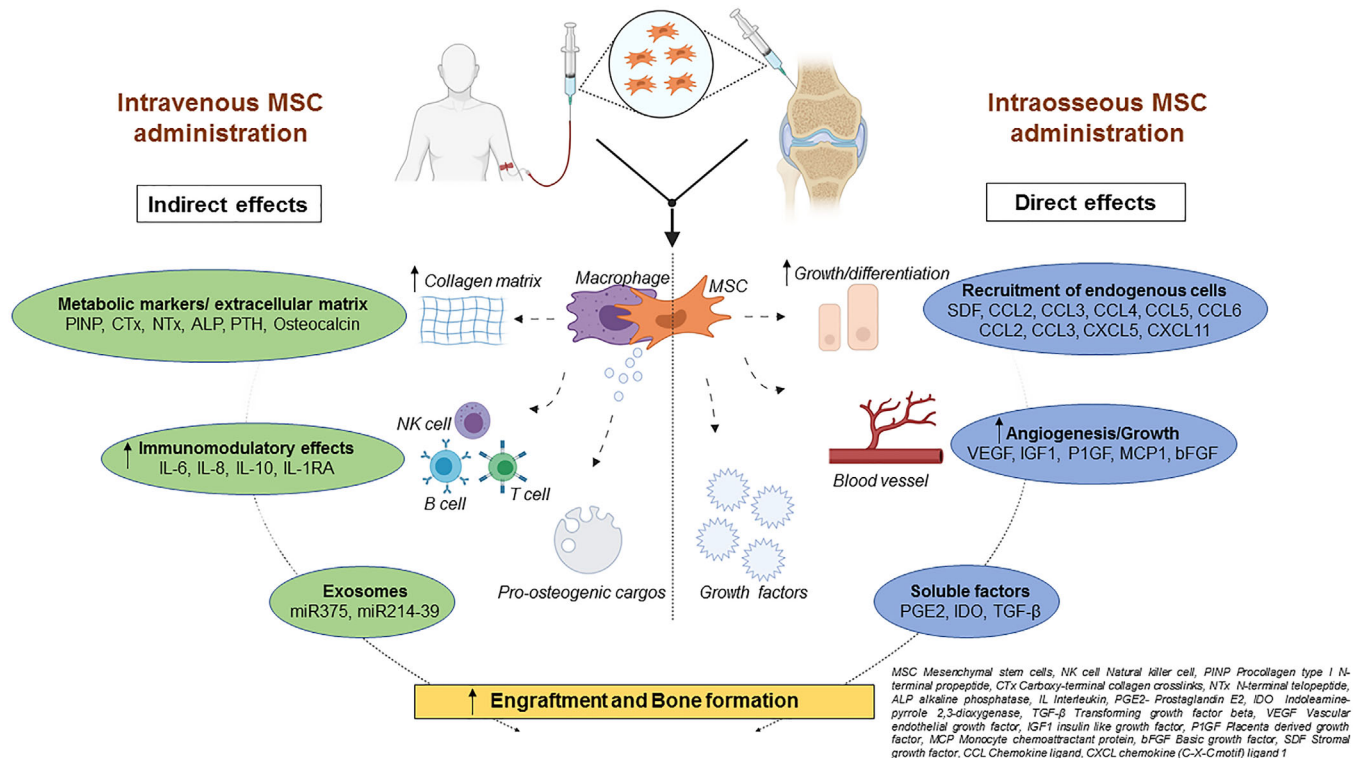 Intravenous MSC
administration
Intraosseous MSC
administration
Indirect effects
Direct effects
Collagen matrix
Macrophage
MSC
Growth/differentiation
Metabolic markers/ extracellular matrix
PINP, CTx, NTx, ALP, PTH, Osteocalcin
Recruitment of endogenous cells
SDF, CCL2, CCL3, CCL4, CCL5, CCL6
CCL2, CCL3, CXCL5, CXCL11
NK cell
Immunomodulatory effects
IL-6, IL-8, IL-10, IL-1RA
B cell
T cell
Blood vessel
Angiogenesis/Growth
VEGF, IGF1, P1GF, MCP1, bFGF
Pro-osteogenic cargos
Growth factors
Exosomes
miR375, miR214-39
Soluble factors
PGE2, IDO, TGF-β
Engraftment and Bone formation
MSC Mesenchymal stem cells, NK cell Natural killer cell, PINP Procollagen type I N-
terminal propeptide, CTx Carboxy-terminal collagen crosslinks, NTx N-terminal telopeptide,
ALP alkaline phosphatase, IL Interleukin, PGE2- Prostaglandin E2, IDO Indoleamine-
pyrrole 2,3-dioxygenase, TGF-β Transforming growth factor beta, VEGF Vascular
endothelial growth factor, IGF1 insulin like growth factor, P1GF Placenta derived growth
factor, MCP Monocyte chemoattractant protein, bFGF Basic growth factor, SDF Stromal
growth factor, CCL Chemokine ligand, CXCL chemokine (C-X-C motif) ligand 1